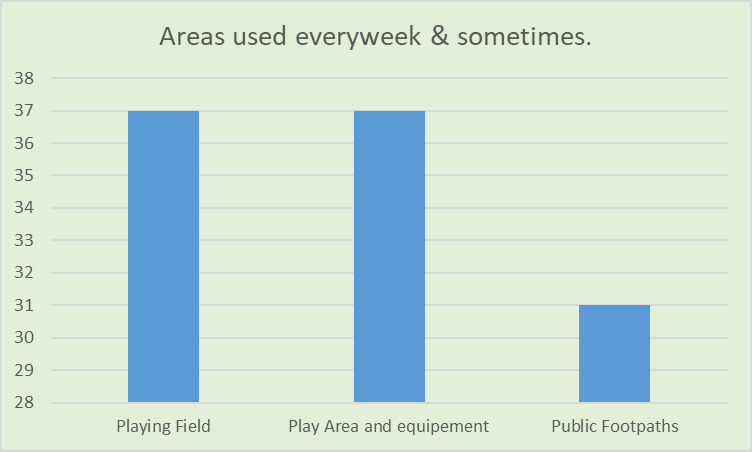 Areas used everyweek & sometimes.
38
37
36
35
34
33
32
31
30
29
28
Playing Field
Play Area and equipement
Public Footpaths